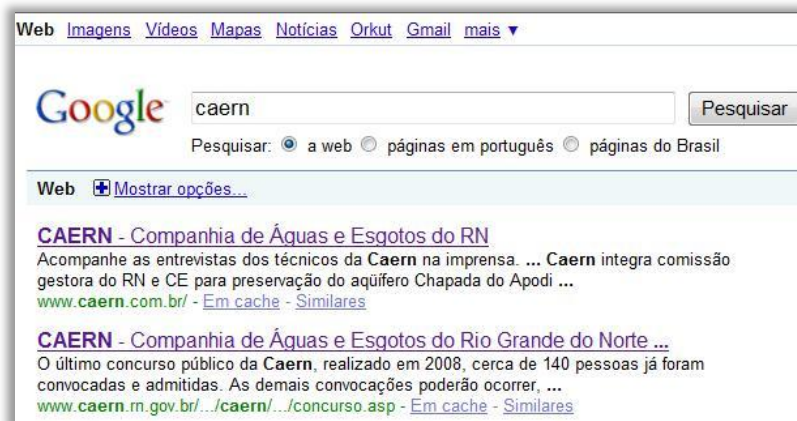 Web Imagens Vídeos Mapas Notícias Orkut Gmail mais ▼
Google caern Pesquisar
Pesquisar: a web páginas em português páginas do Brasil
Web Mostrar opções...
CAERN - Companhia de Águas e Esgotos do RN
Acompanhe as entrevistas dos técnicos da Caern na imprensa. ... Caern integra comissão
gestora do RN e CE para preservação do aqüífero Chapada do Apodi ...
www.caern.com.br/ - Em cache - Similares
CAERN - Companhia de Águas e Esgotos do Rio Grande do Norte ...
O último concurso público da Caern, realizado em 2008, cerca de 140 pessoas já foram
convocadas e admitidas. As demais convocações poderão ocorrer, ...
www.caern.rn.gov.br/.../caern/.../concurso.asp - Em cache - Similares